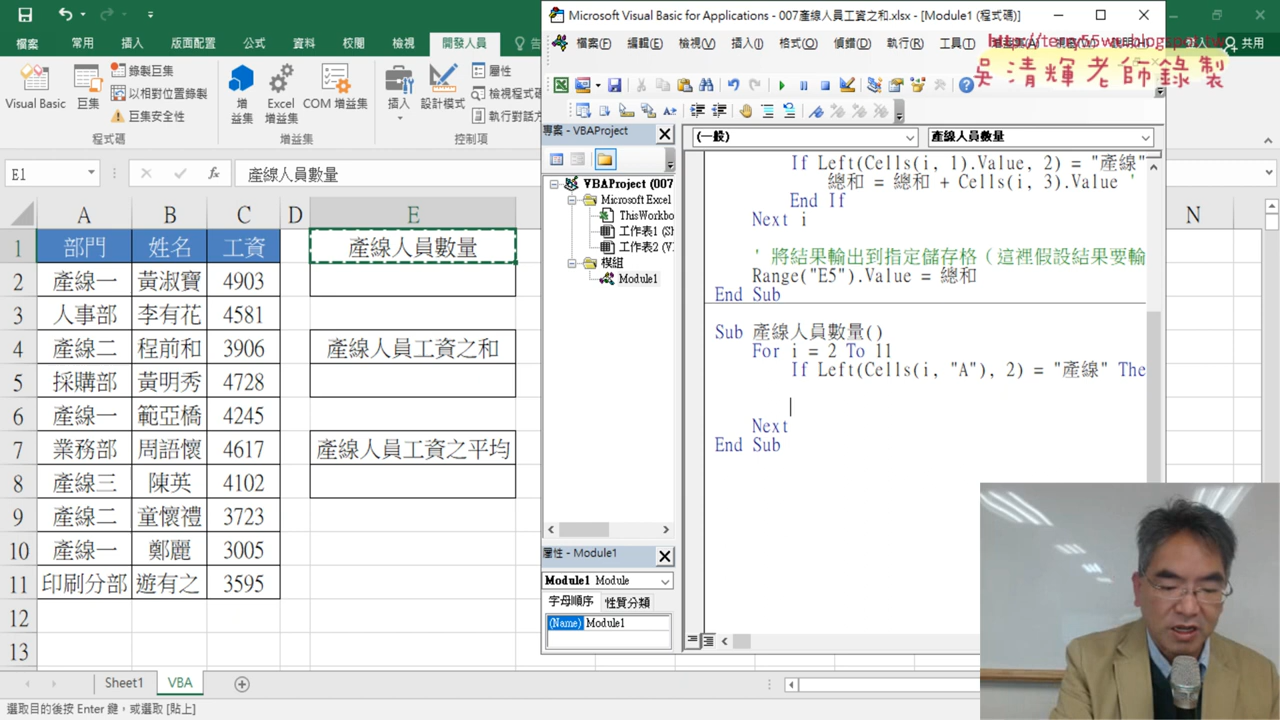 Microsoft Visual Basic for Applications - 007產線人員工資之和.xlsx - [Module1 (程式碼)]
檔案 常用 插入 版面配置 公式 資料 校閱 檢視 開發人員 共用
檔案(F) 編輯(E) 檢視(V) 插入(I) 格式(O) 偵錯(D) 執行(R) 工具(T)
吳清輝老師錄製
Visual Basic 巨集 錄製巨集
以相對位置錄製
巨集安全性
增益集 Excel 增益集 COM 增益集
插入 設計模式 屬性
檢視程式碼
執行對話方
程式碼 增益集 控制項
E1 fx 產線人員數量
A B C D E N
1 部門 姓名 工資 產線人員數量
2 產線一 黃淑寶 4903
3 人事部 李有花 4581
4 產線二 程前和 3906 產線人員工資之和
5 採購部 黃明秀 4728
6 產線一 範亞橋 4245
7 業務部 周語懷 4617 產線人員工資之平均
8 產線三 陳英 4102
9 產線二 童懷禮 3723
10 產線一 鄭麗 3005
11 印刷分部 遊有之 3595
12
13
Sheet1 VBA
選取目的後按 Enter 鍵，或選取 [貼上]
專案 - VBAProject
VBAProject (007
Microsoft Excel
ThisWorkbo
工作表1 (Sh
工作表2 (V
模組
Module1
屬性 - Module1
Module1 Module
字母順序 性質分類
(Name) Module1
(一般) 產線人員數量
If Left(Cells(i, 1).Value, 2) = "產線"
總和 = 總和 + Cells(i, 3).Value '
End If
Next i
' 將結果輸出到指定儲存格（這裡假設結果要輸
Range("E5").Value = 總和
End Sub
Sub 產線人員數量()
For i = 2 To 11
If Left(Cells(i, "A"), 2) = "產線" The
Next
End Sub